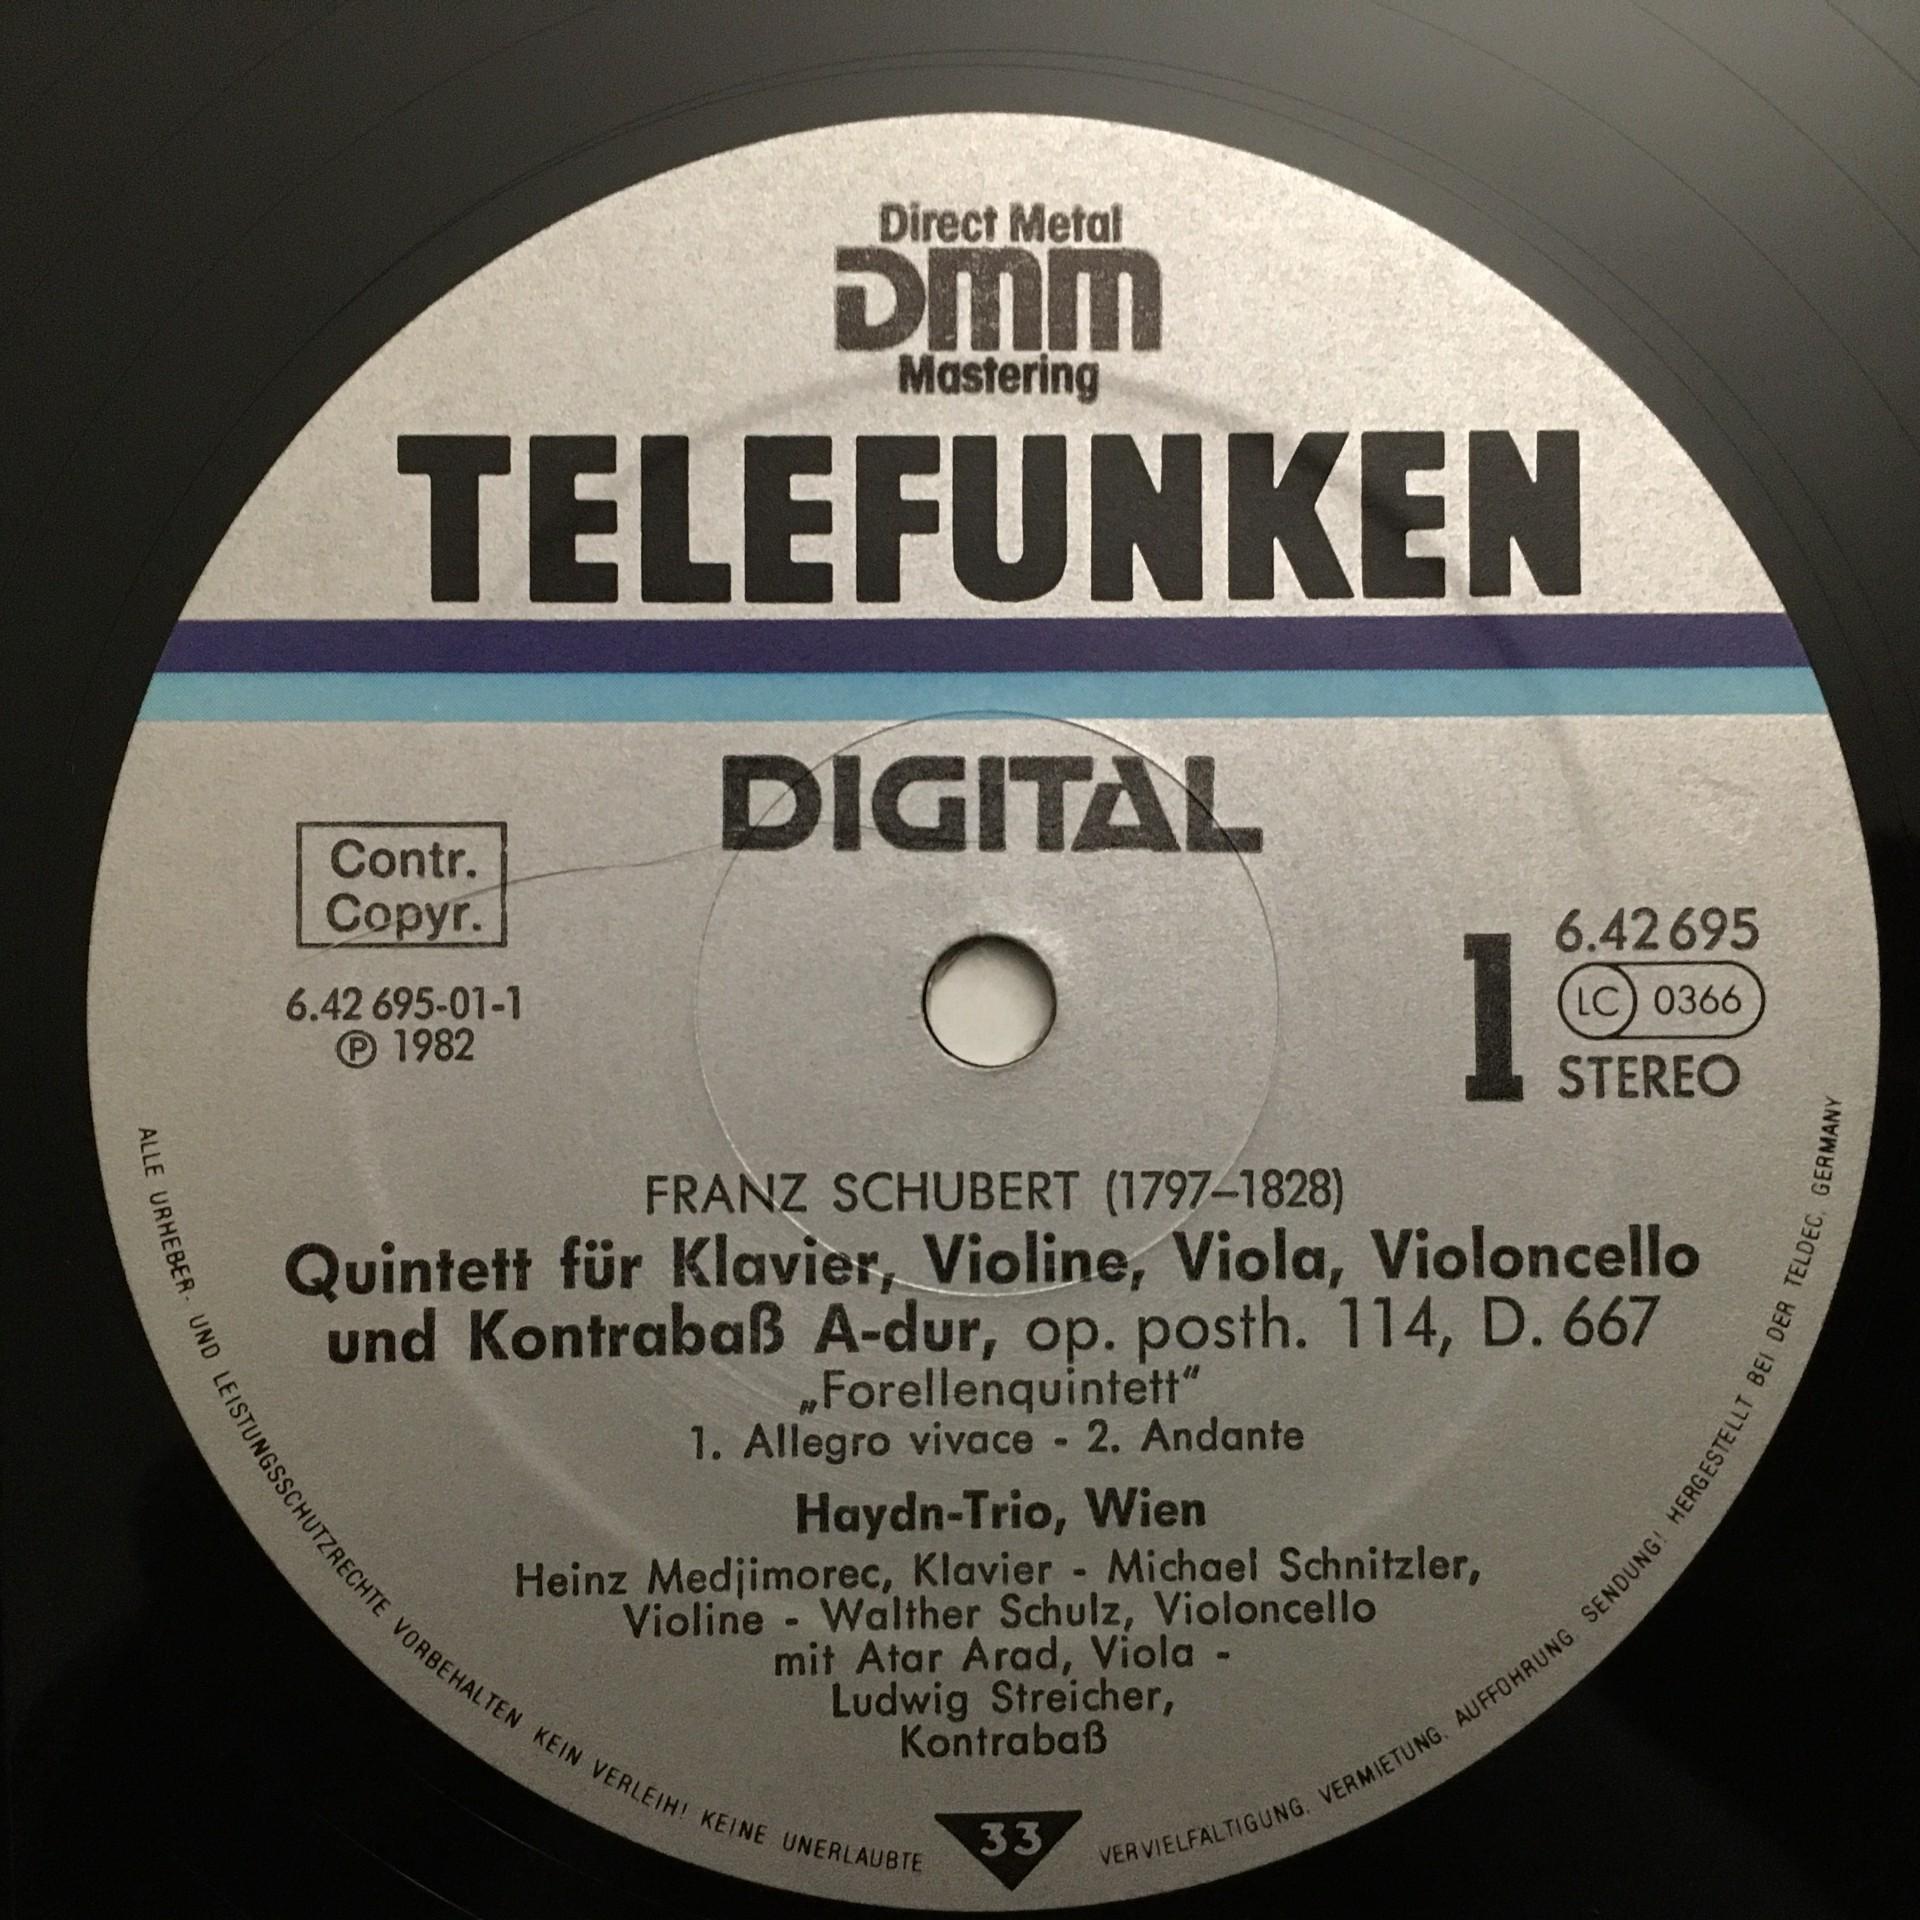 Direct Metal
DMM
Mastering
TELEFUNKEN
DIGITAL
Contr.
Copyr.
6.42 695-01-1
Ⓟ 1982
1
6.42695
LC 0366
STEREO
FRANZ SCHUBERT (1797–1828)
Quintett für Klavier, Violine, Viola, Violoncello
und Kontrabaß A-dur, op. posth. 114, D. 667
„Forellenquintett“
1. Allegro vivace - 2. Andante
Haydn-Trio, Wien
Heinz Medjimorec, Klavier - Michael Schnitzler,
Violine - Walther Schulz, Violoncello
mit Atar Arad, Viola -
Ludwig Streicher,
Kontrabaß
33
ALLE URHEBER- UND LEISTUNGSSCHUTZRECHTE VORBEHALTEN KEIN VERLEIH! KEINE UNERLAUBTE VERVIELFÄLTIGUNG, VERMIETUNG, AUFFÜHRUNG, SENDUNG! HERGESTELLT BEI DER TELDEC, GERMANY